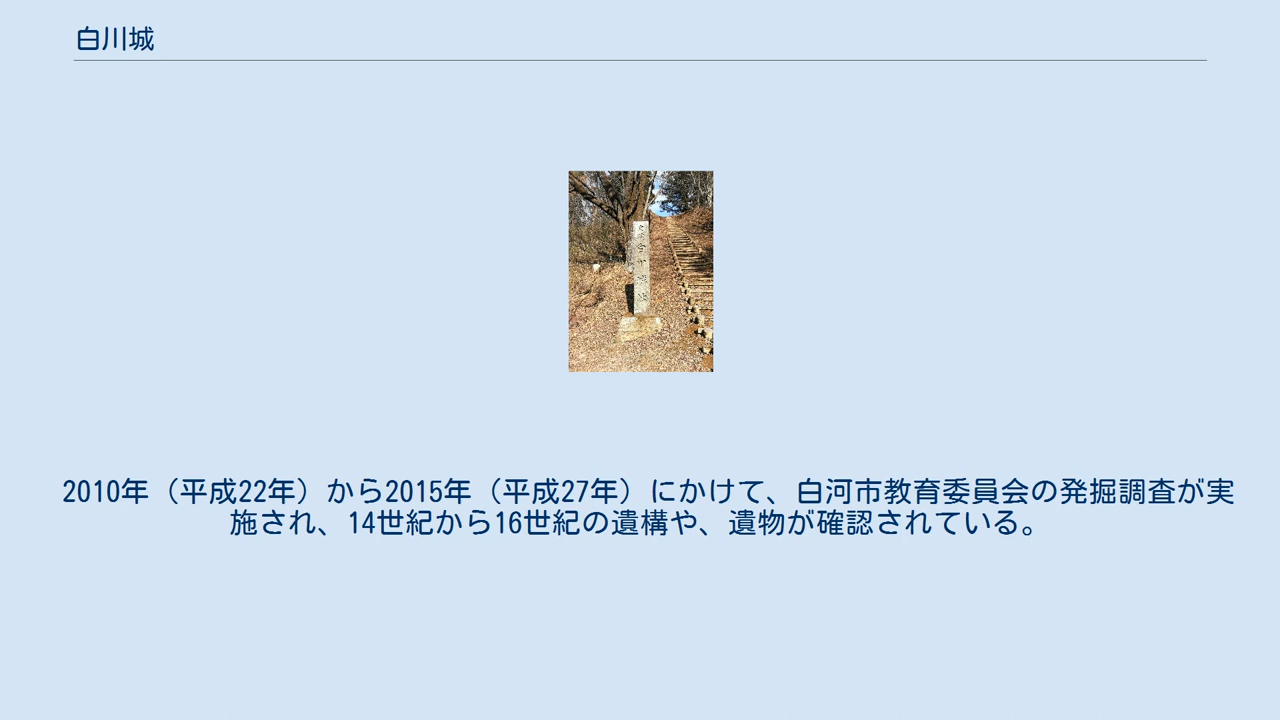 白川城
2010年（平成22年）から2015年（平成27年）にかけて、白河市教育委員会の発掘調査が実
施され、14世紀から16世紀の遺構や、遺物が確認されている。